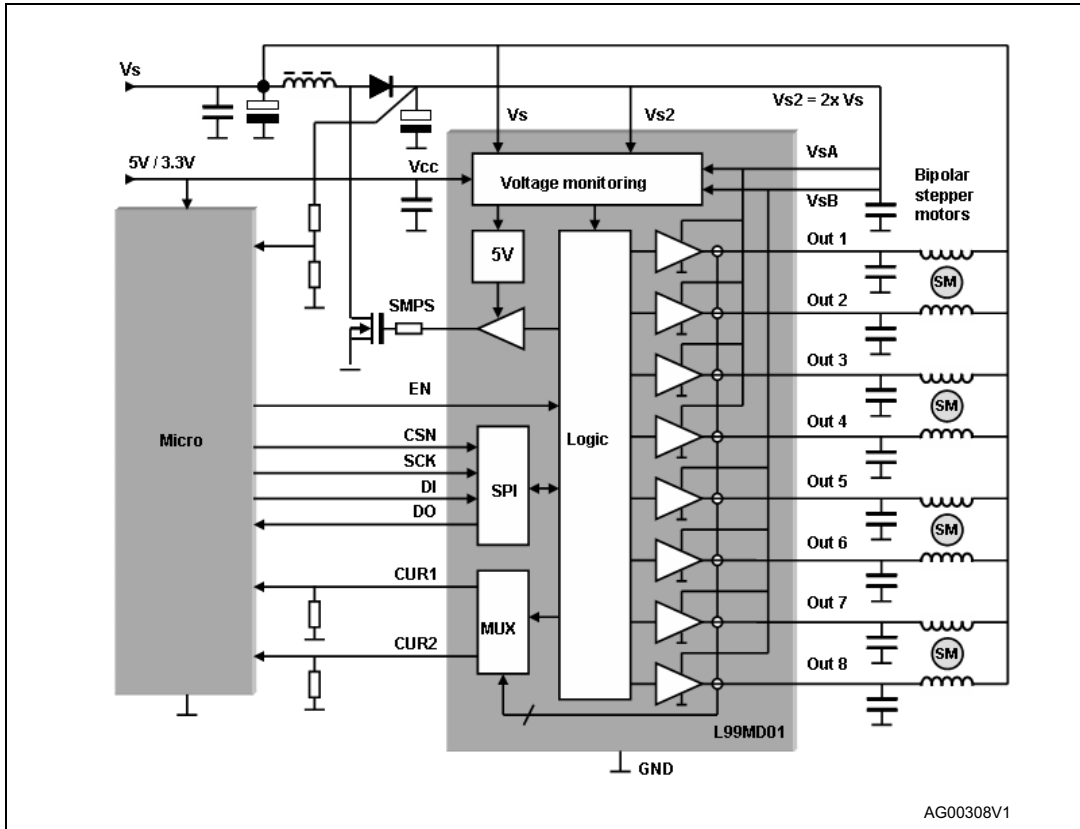 Vs
Vs
Vs2
Vs2 = 2x Vs
5V / 3.3V
Vcc
Voltage monitoring
VsA
VsB
Bipolar
stepper
motors
5V
Out 1
SM
SMPS
Out 2
Out 3
SM
EN
Out 4
Micro
Logic
CSN
SCK
SPI
DI
DO
Out 5
SM
Out 6
CUR1
MUX
CUR2
Out 7
SM
Out 8
L99MD01
GND
AG00308V1